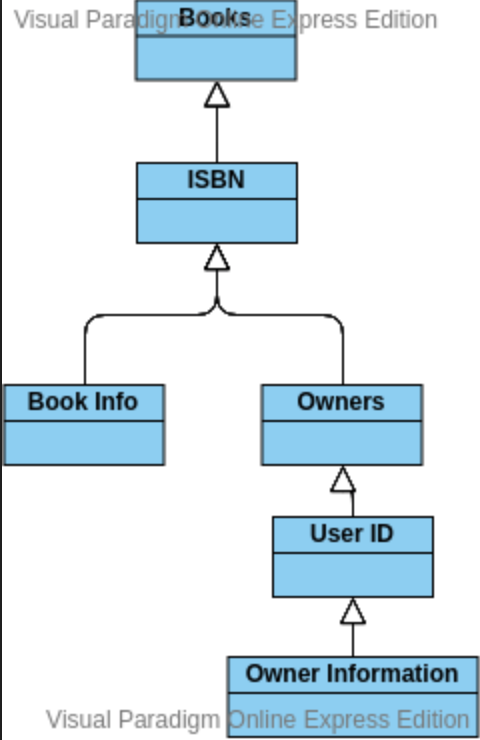 Visual Paradigm Online Express Edition
Books
ISBN
Book Info
Owners
User ID
Owner Information
Visual Paradigm Online Express Edition